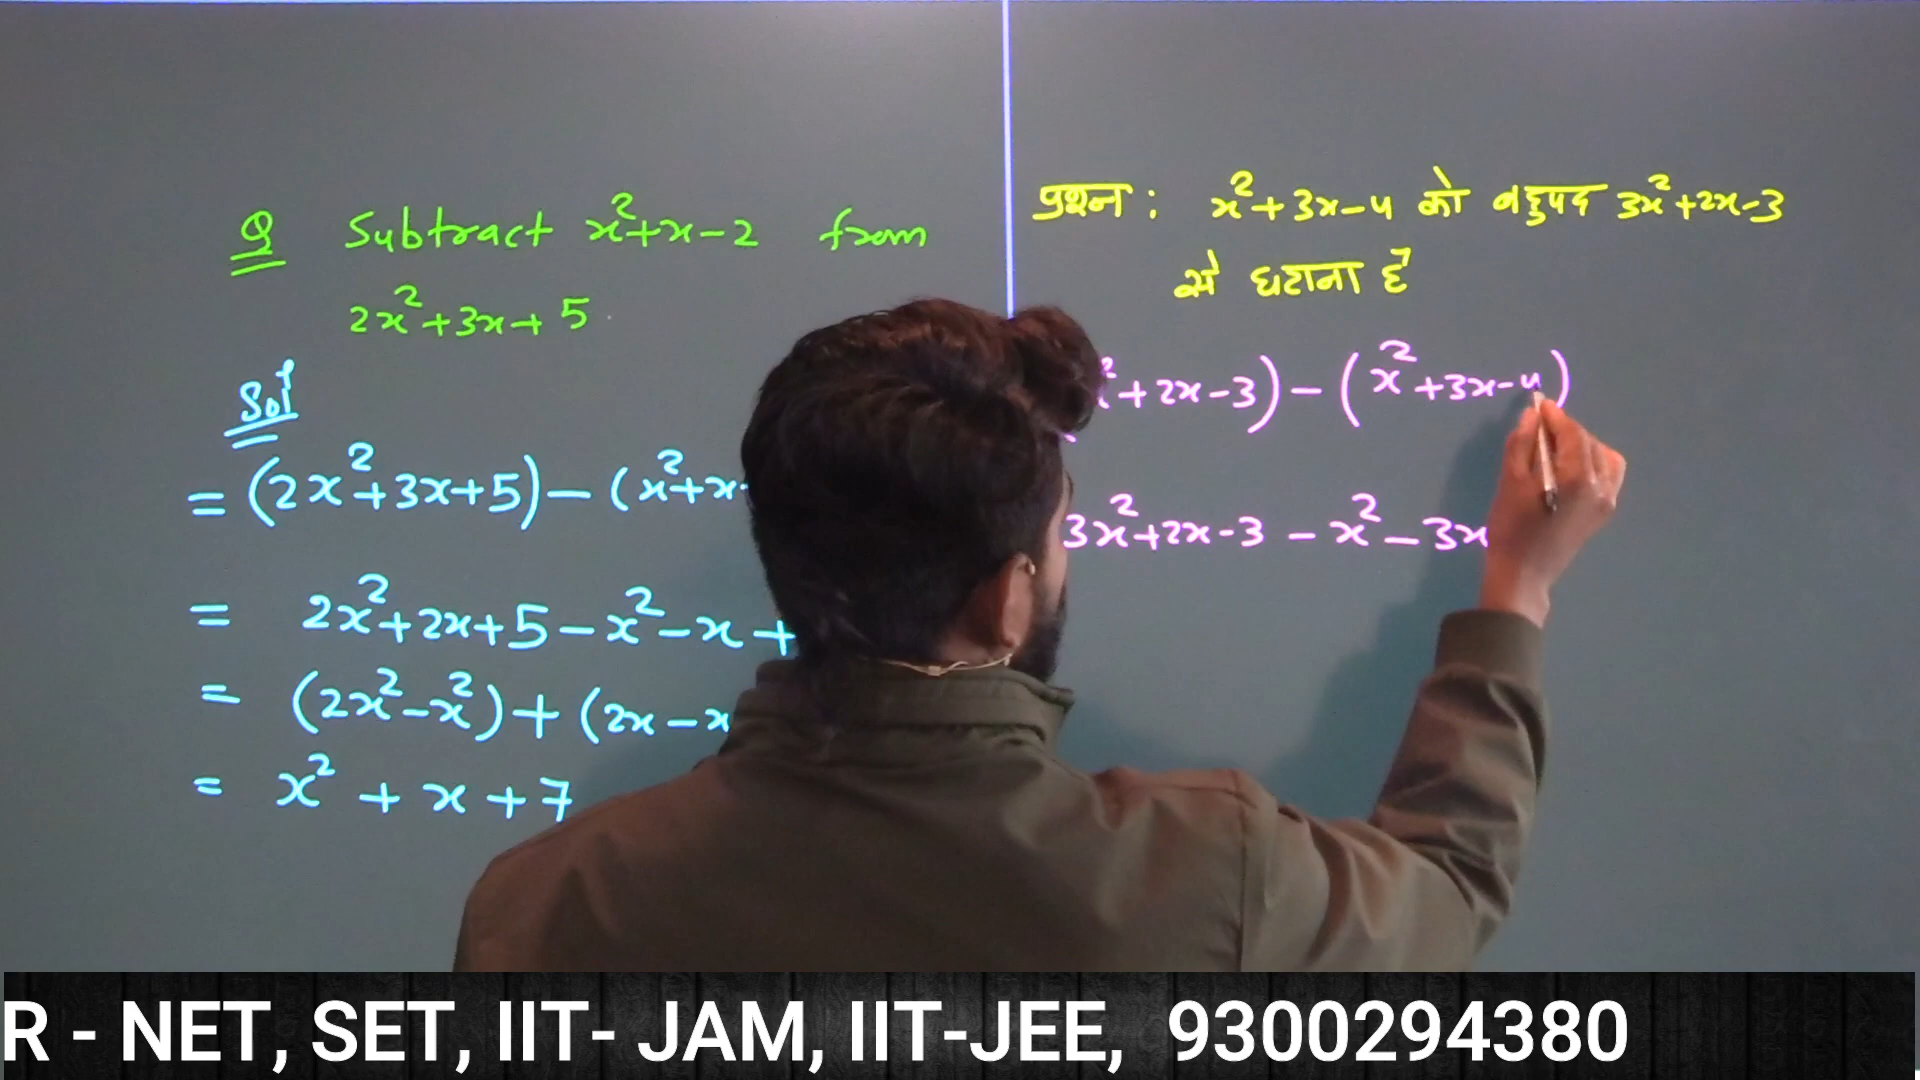 Q Subtract x²+x-2 from
2x²+3x+5
Solⁿ
= (2x²+3x+5) - (x²+x-
= 2x²+2x+5-x²-x+
= (2x²-x²)+(2x-x
= x² + x + 7
प्रश्न : x²+3x-4 को बहुपद 3x²+2x-3
से घटाना है
²+2x-3)-(x²+3x-4)
3x²+2x-3 - x² - 3x
R - NET, SET, IIT- JAM, IIT-JEE, 9300294380